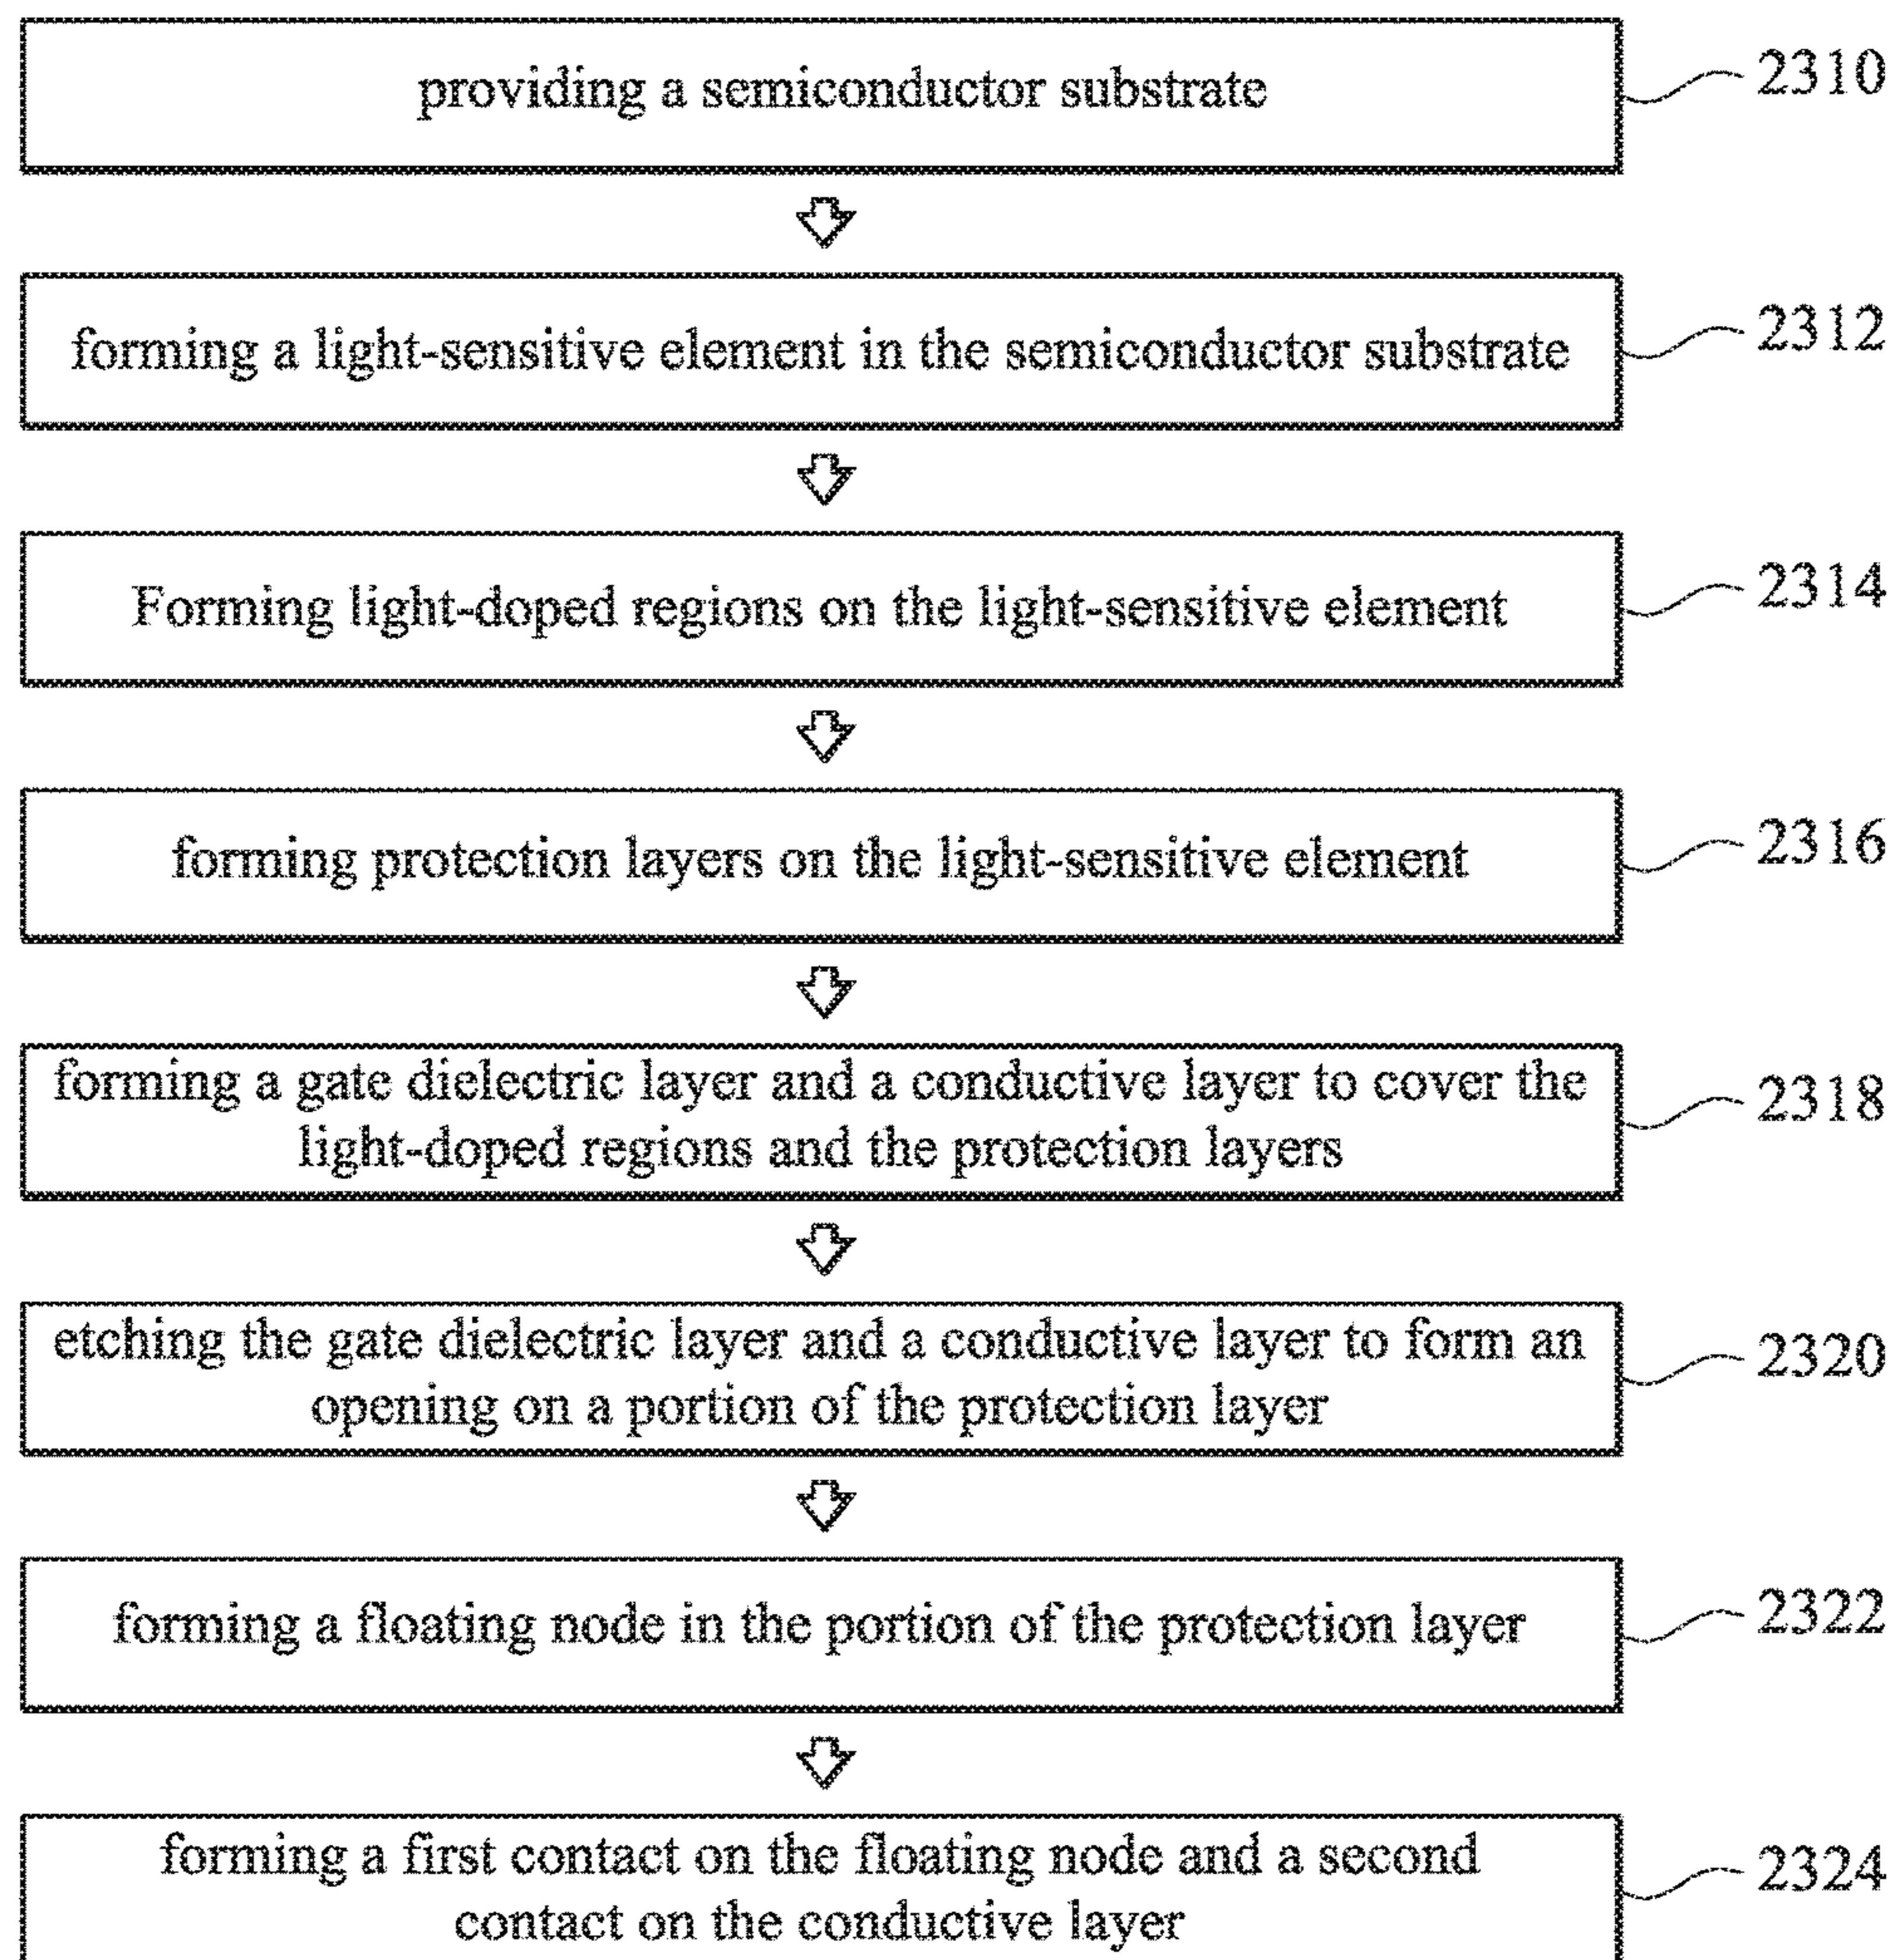 providing a semiconductor substrate
2310
forming a light-sensitive element in the semiconductor substrate
2312
Forming light-doped regions on the light-sensitive element
2314
forming protection layers on the light-sensitive element
2316
forming a gate dielectric layer and a conductive layer to cover the
light-doped regions and the protection layers
2318
etching the gate dielectric layer and a conductive layer to form an
opening on a portion of the protection layer
2320
forming a floating node in the portion of the protection layer
2322
forming a first contact on the floating node and a second
contact on the conductive layer
2324